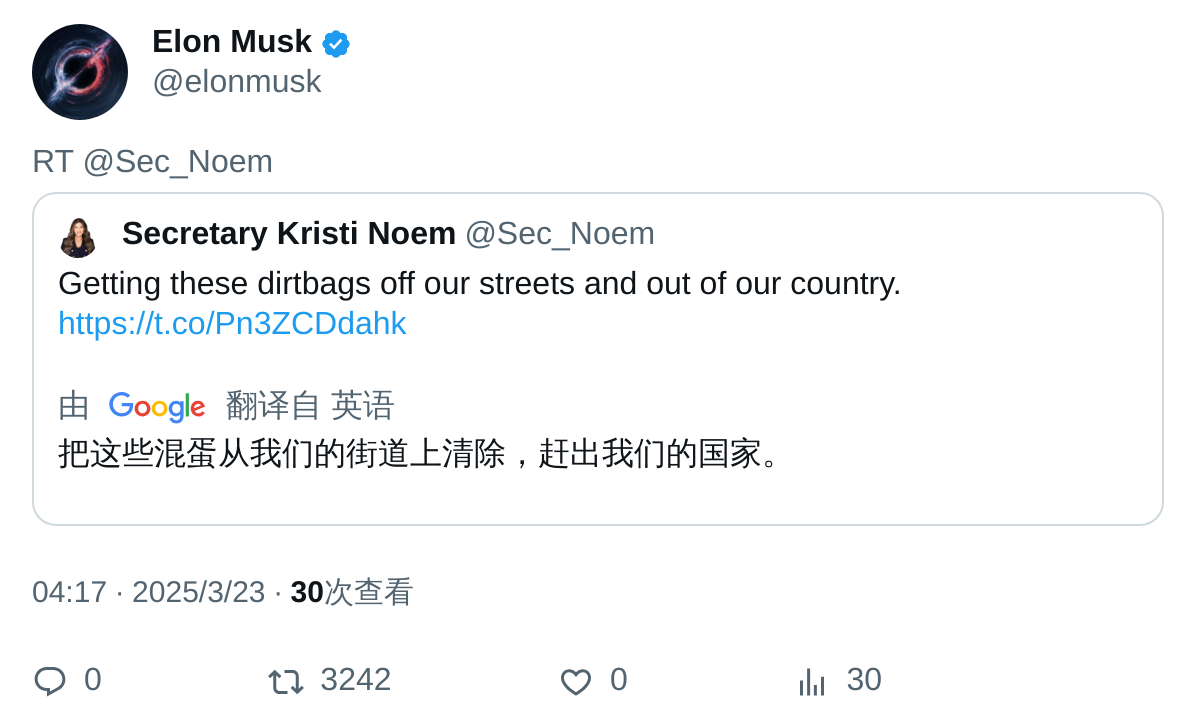 Elon Musk
@elonmusk
RT @Sec_Noem
Secretary Kristi Noem @Sec_Noem
Getting these dirtbags off our streets and out of our country.
https://t.co/Pn3ZCDdahk
由 Google 翻译自 英语
把这些混蛋从我们的街道上清除，赶出我们的国家。
04:17 · 2025/3/23 · 30次查看
0 3242 0 30